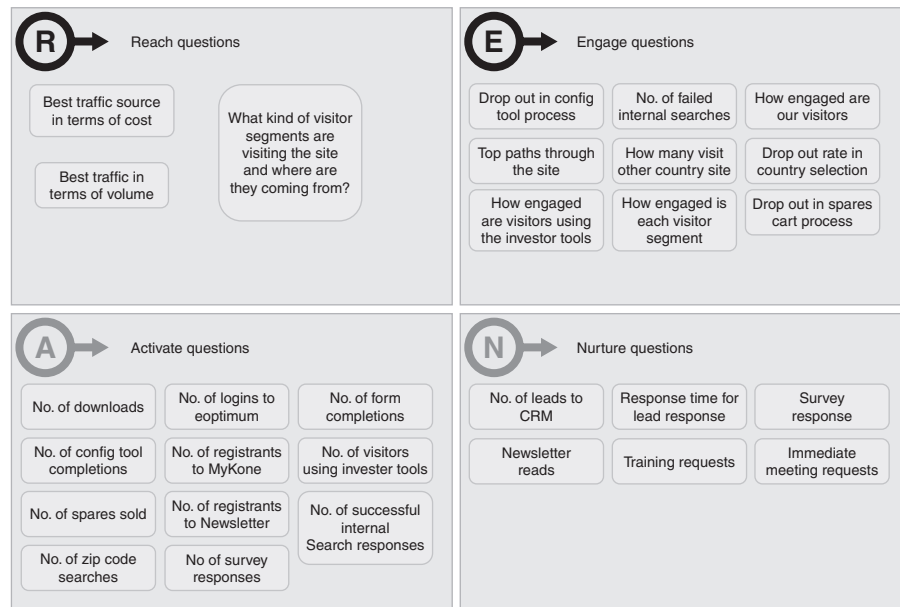 R
Reach questions
Best traffic source
in terms of cost
Best traffic in
terms of volume
What kind of visitor
segments are
visiting the site
and where are
they coming from?
E
Engage questions
Drop out in config
tool process
No. of failed
internal searches
How engaged are
our visitors
Top paths through
the site
How many visit
other country site
Drop out rate in
country selection
How engaged
are visitors using
the investor tools
How engaged is
each visitor
segment
Drop out in spares
cart process
A
Activate questions
No. of downloads
No. of logins to
eoptimum
No. of form
completions
No. of config tool
completions
No. of registrants
to MyKone
No. of visitors
using invester tools
No. of spares sold
No. of registrants
to Newsletter
No. of successful
internal
Search responses
No. of zip code
searches
No of survey
responses
N
Nurture questions
No. of leads to
CRM
Response time for
lead response
Survey
response
Newsletter
reads
Training requests
Immediate
meeting requests